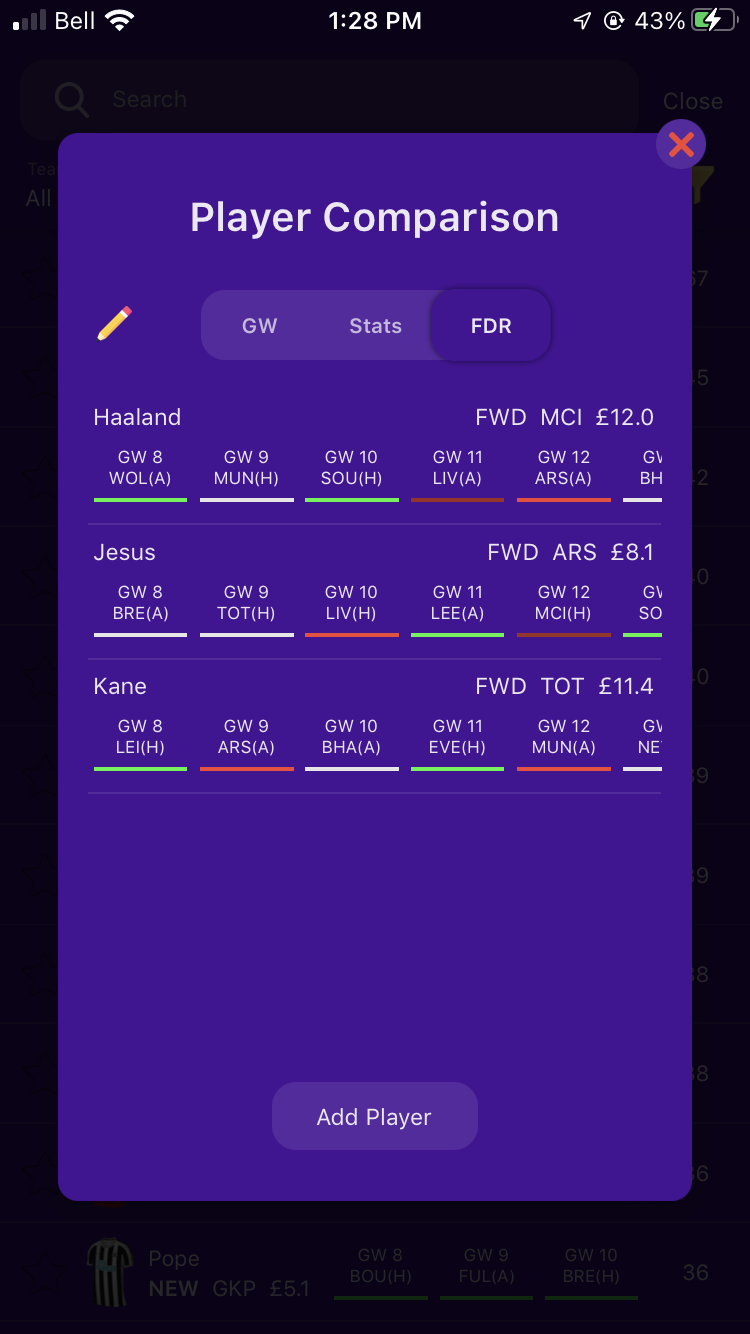 Bell 1:28 PM 43%
Search
Close
Tea
All
Player Comparison
GW Stats FDR
Haaland FWD MCI £12.0
GW 8 GW 9 GW 10 GW 11 GW 12 GW
WOL(A) MUN(H) SOU(H) LIV(A) ARS(A) BH
Jesus FWD ARS £8.1
GW 8 GW 9 GW 10 GW 11 GW 12 GW
BRE(A) TOT(H) LIV(H) LEE(A) MCI(H) SO
Kane FWD TOT £11.4
GW 8 GW 9 GW 10 GW 11 GW 12 GW
LEI(H) ARS(A) BHA(A) EVE(H) MUN(A) NE
Add Player
Pope
NEW GKP £5.1
GW 8 GW 9 GW 10
BOU(H) FUL(A) BRE(H)
36